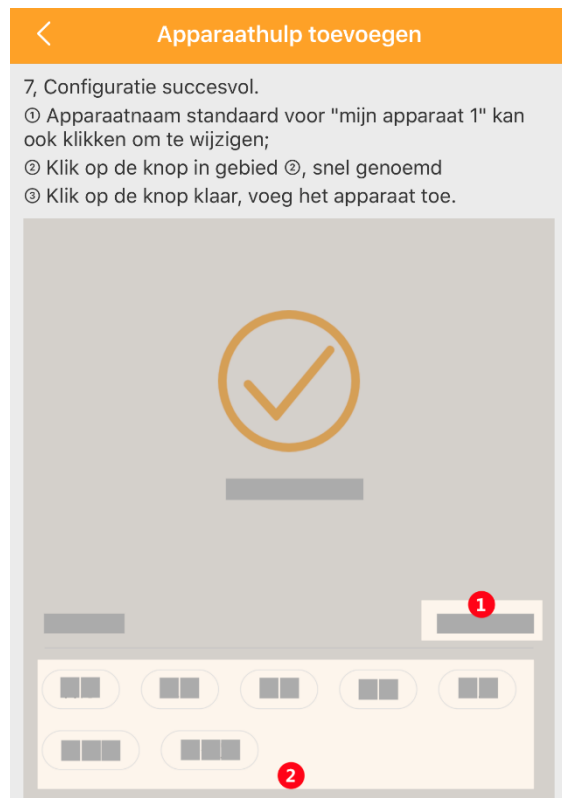 Apparaathulp toevoegen
7, Configuratie succesvol.
① Apparaatnaam standaard voor "mijn apparaat 1" kan
ook klikken om te wijzigen;
② Klik op de knop in gebied ②, snel genoemd
③ Klik op de knop klaar, voeg het apparaat toe.
1
2